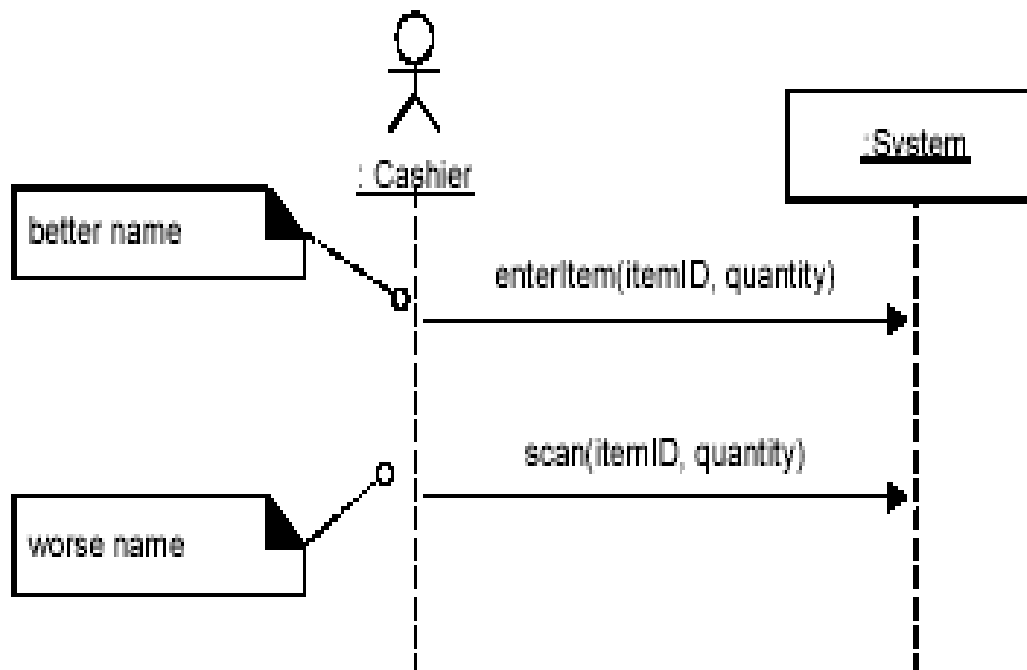 :System
: Cashier
better name
enterItem(itemID, quantity)
scan(itemID, quantity)
worse name